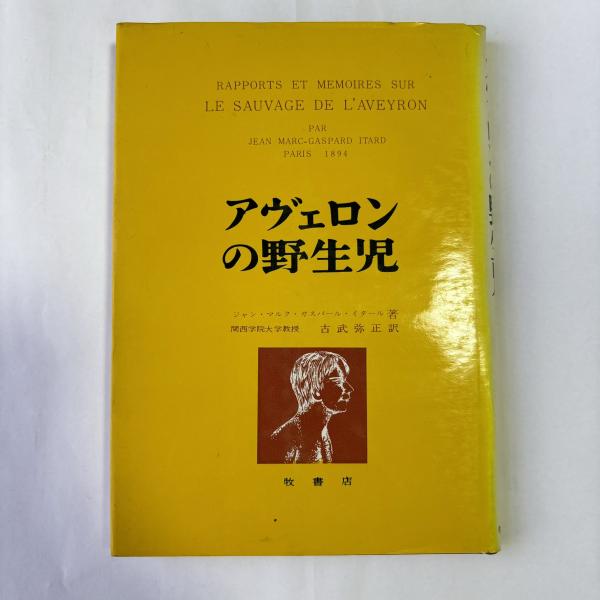 RAPPORTS ET MEMOIRES SUR
LE SAUVAGE DE L'AVEYRON
PAR
JEAN MARC-GASPARD ITARD
PARIS 1894
アヴェロン
の野生児
ジャン・マルク・ガスパール・イタール 著
関西学院大学教授 古武弥正訳
牧書店